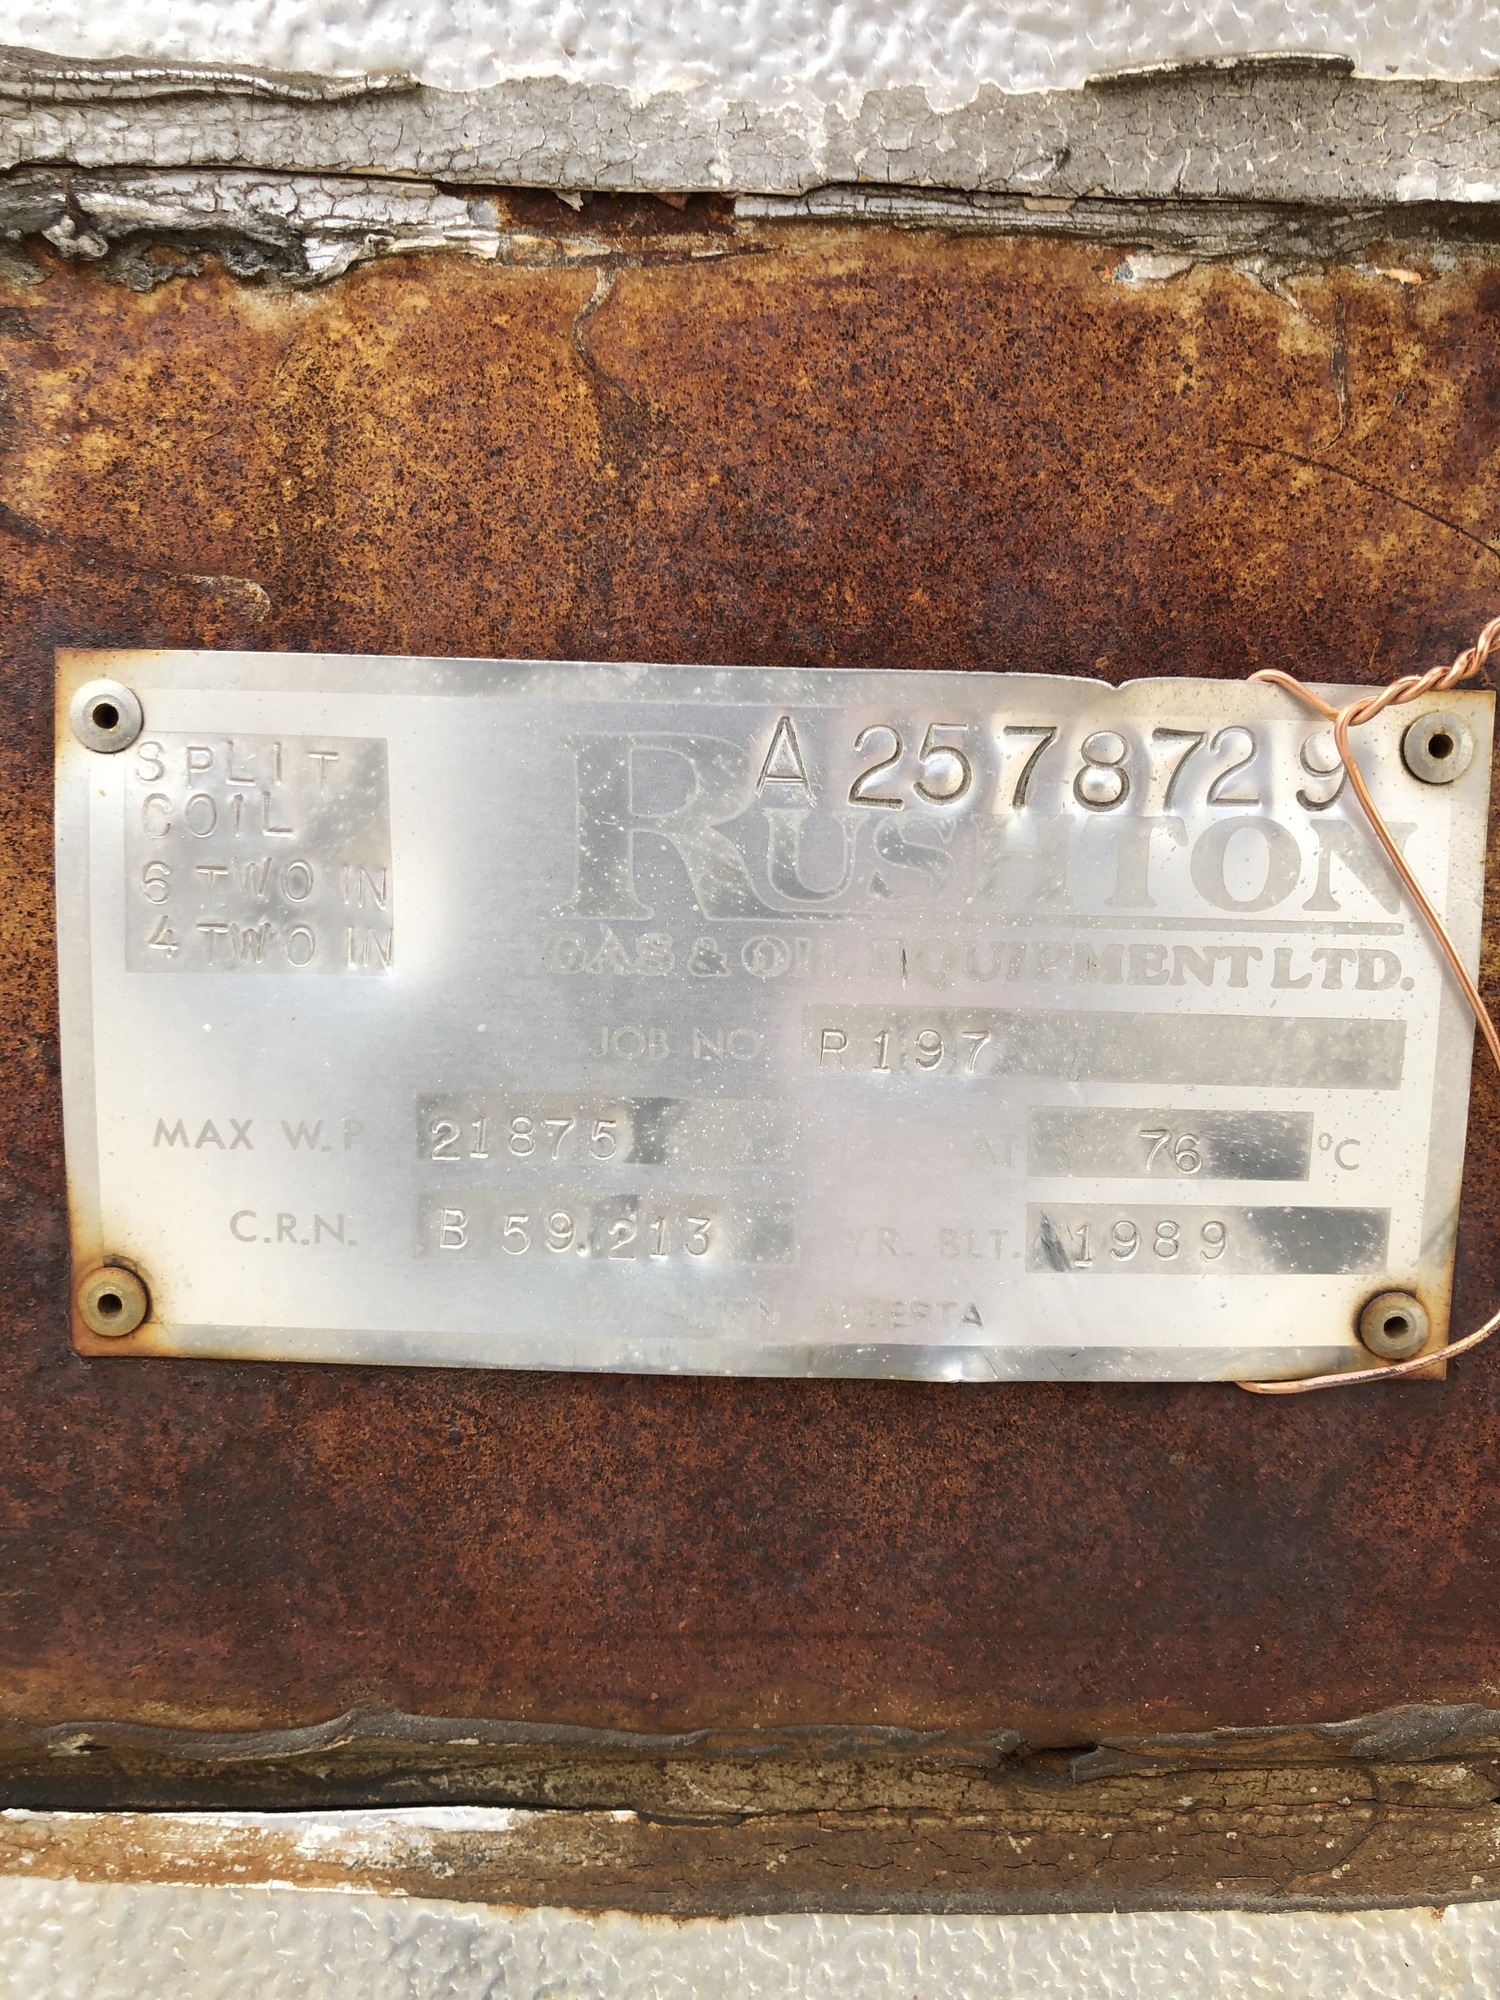 SPLIT
COIL
6 TWO IN
4 TWO IN
A2578729
RUSHTON
GAS & OIL EQUIPMENT LTD.
JOB NO R197
MAX W.P. 21875 AT 76 °C
C.R.N. B 59.213 YR. BLT. 1989
ALBERTA